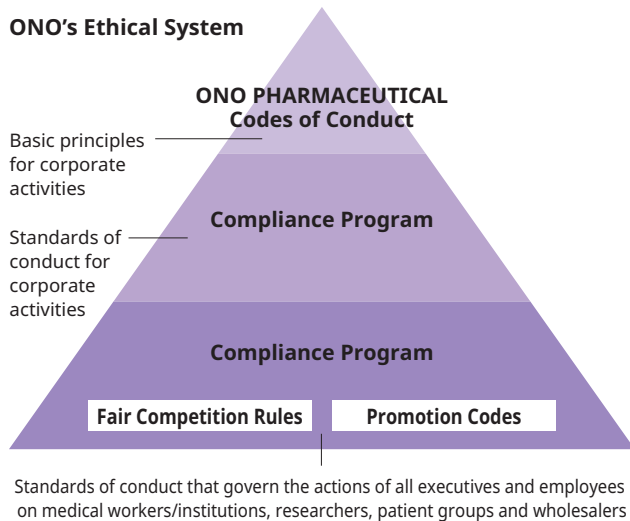 ONO’s Ethical System
ONO PHARMACEUTICAL
Codes of Conduct
Basic principles
for corporate
activities
Compliance Program
Standards of
conduct for
corporate
activities
Compliance Program
Fair Competition Rules
Promotion Codes
Standards of conduct that govern the actions of all executives and employees
on medical workers/institutions, researchers, patient groups and wholesalers